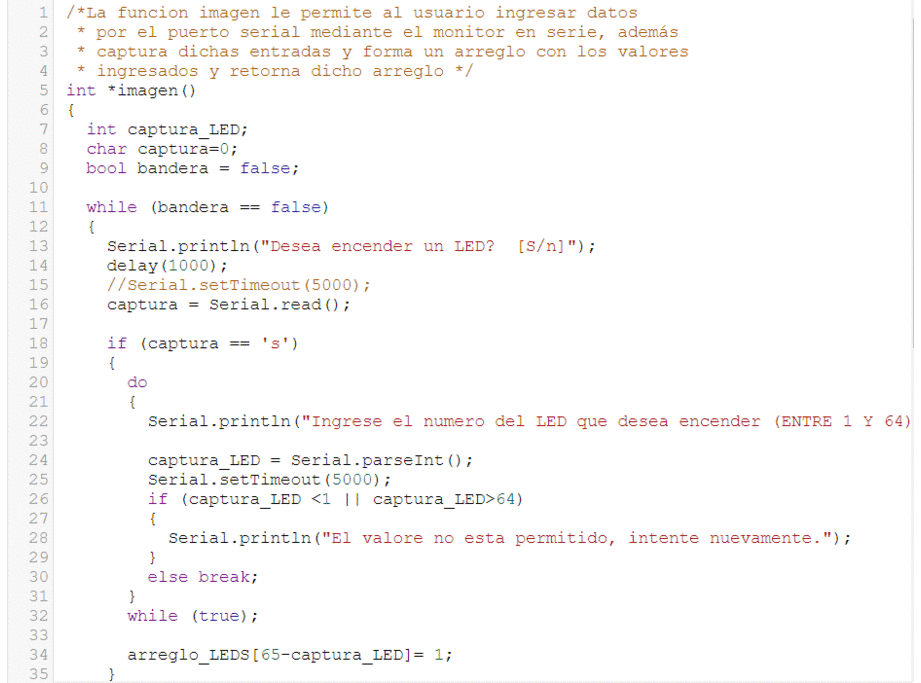 1 /*La funcion imagen le permite al usuario ingresar datos
2  * por el puerto serial mediante el monitor en serie, además
3  * captura dichas entradas y forma un arreglo con los valores
4  * ingresados y retorna dicho arreglo */
5 int *imagen()
6 {
7   int captura_LED;
8   char captura=0;
9   bool bandera = false;
10
11   while (bandera == false)
12   {
13     Serial.println("Desea encender un LED?  [S/n]");
14     delay(1000);
15     //Serial.setTimeout(5000);
16     captura = Serial.read();
17
18     if (captura == 's')
19     {
20       do
21       {
22         Serial.println("Ingrese el numero del LED que desea encender (ENTRE 1 Y 64)
23
24         captura_LED = Serial.parseInt();
25         Serial.setTimeout(5000);
26         if (captura_LED <1 || captura_LED>64)
27         {
28           Serial.println("El valore no esta permitido, intente nuevamente.");
29         }
30         else break;
31       }
32       while (true);
33
34       arreglo_LEDS[65-captura_LED]= 1;
35     }